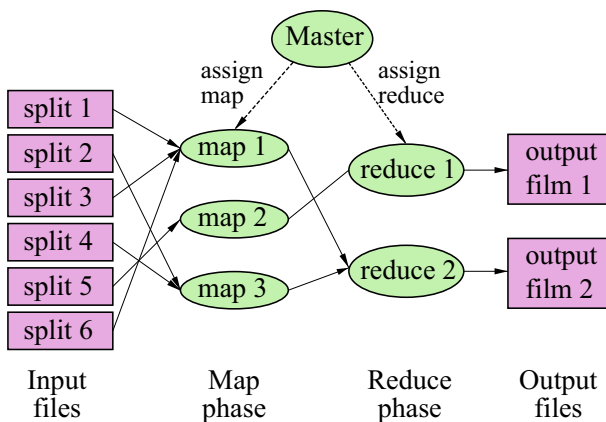 Master
assign
map
assign
reduce
split 1
split 2
split 3
split 4
split 5
split 6
map 1
map 2
map 3
reduce 1
reduce 2
output
film 1
output
film 2
Input
files
Map
phase
Reduce
phase
Output
files